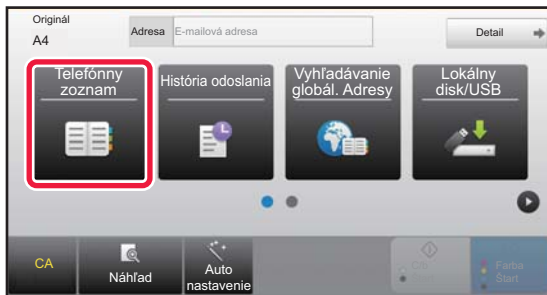 Originál
A4
Adresa
E-mailová adresa
Detail
Telefónny
zoznam
História odoslania
Vyhľadávanie
globál. Adresy
Lokálny
disk/USB
CA
Náhľad
Auto
nastavenie
Farba
Štart